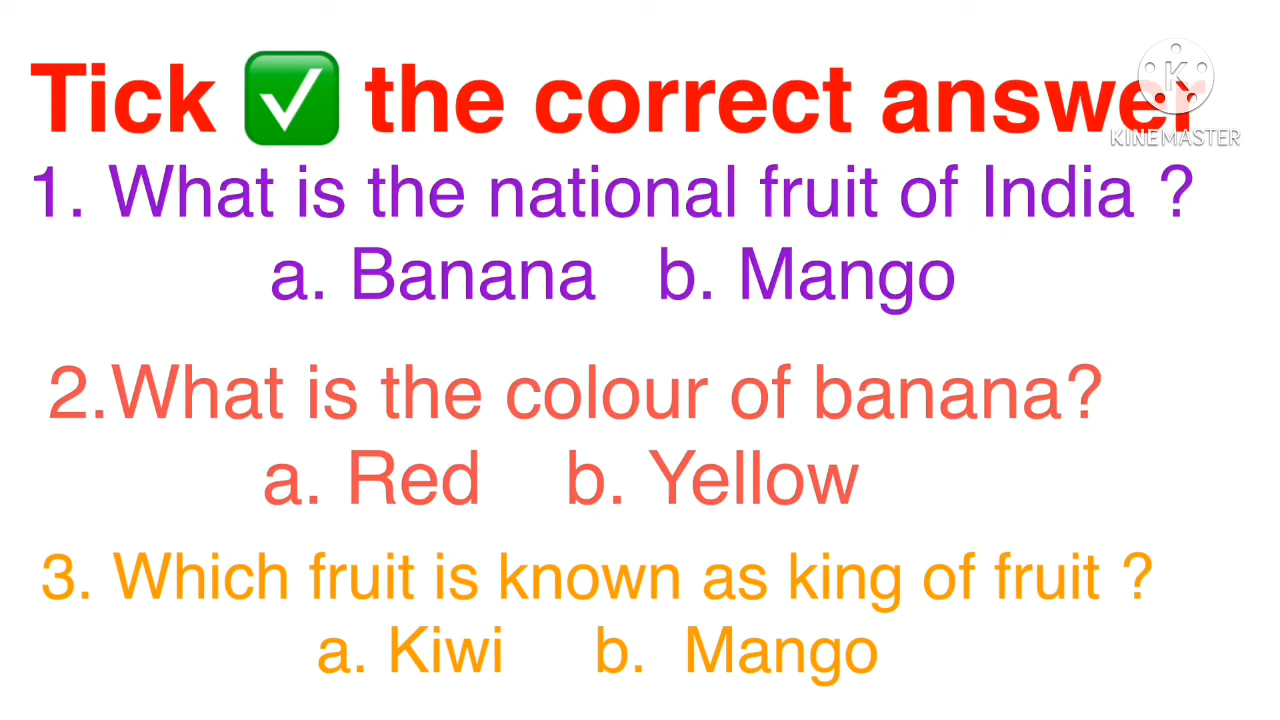 Tick ✅ the correct answer
KINEMASTER
1. What is the national fruit of India ?
a. Banana b. Mango
2.What is the colour of banana?
a. Red b. Yellow
3. Which fruit is known as king of fruit ?
a. Kiwi b. Mango